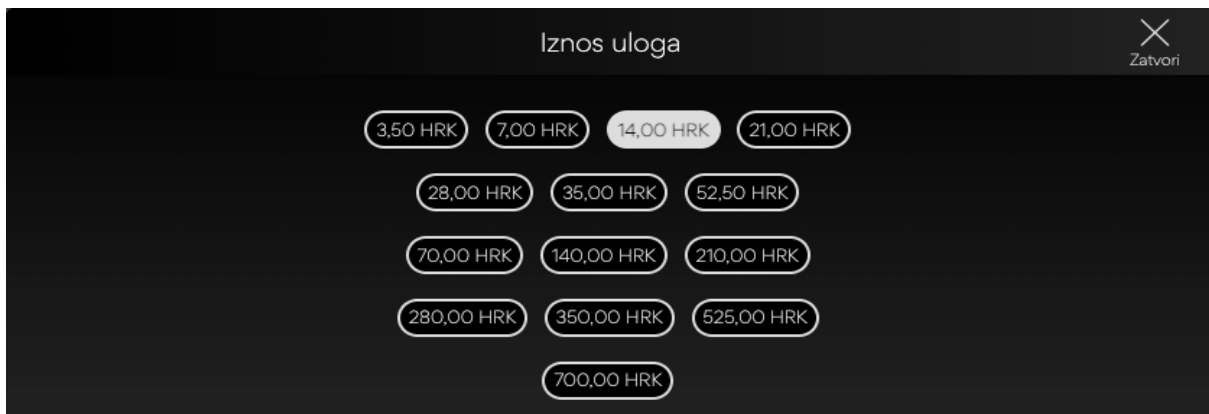 Iznos uloga
Zatvori
3,50 HRK 7,00 HRK 14,00 HRK 21,00 HRK
28,00 HRK 35,00 HRK 52,50 HRK
70,00 HRK 140,00 HRK 210,00 HRK
280,00 HRK 350,00 HRK 525,00 HRK
700,00 HRK